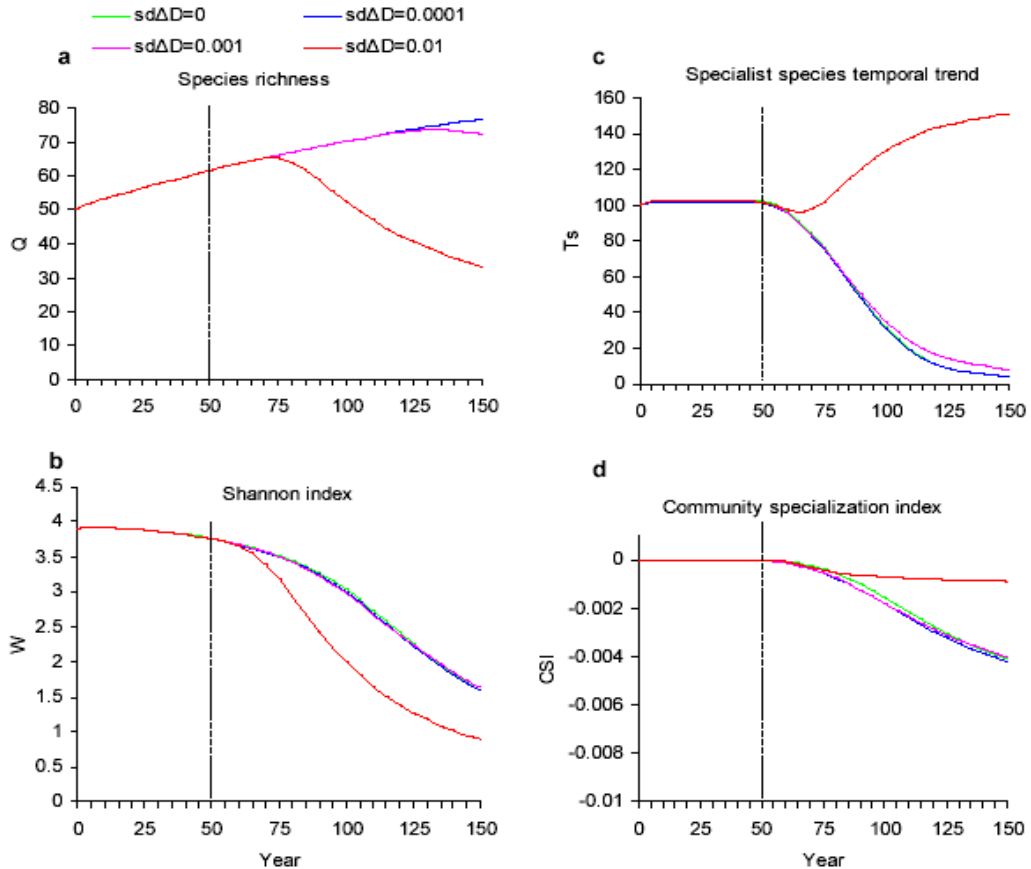 sdΔD=0 sdΔD=0.0001
sdΔD=0.001 sdΔD=0.01
a
Species richness
80
70
60
50
40
30
20
10
0
Q
0 25 50 75 100 125 150
c
Specialist species temporal trend
160
140
120
100
80
60
40
20
0
Ts
0 25 50 75 100 125 150
b
Shannon index
4.5
4
3.5
3
2.5
2
1.5
1
0.5
0
W
0 25 50 75 100 125 150
Year
d
Community specialization index
0
-0.002
-0.004
-0.006
-0.008
-0.01
CSI
0 25 50 75 100 125 150
Year